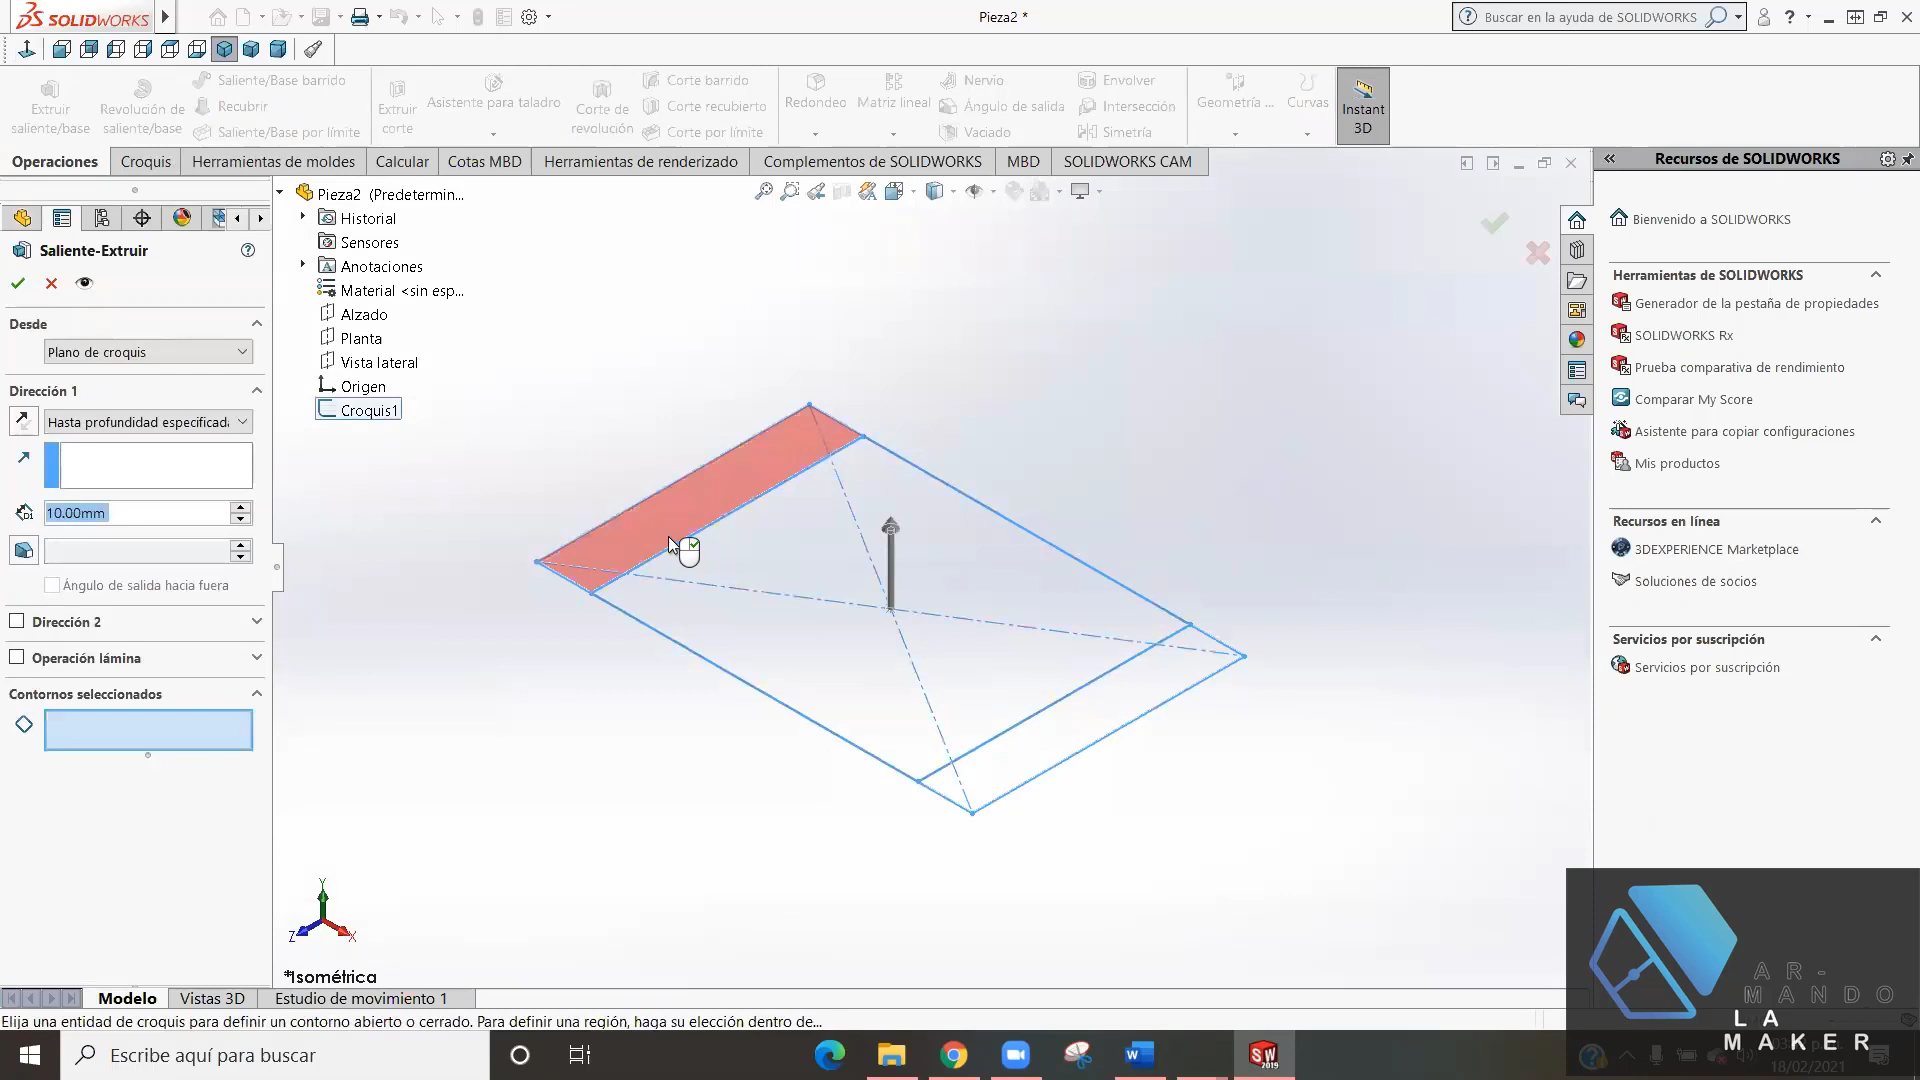 SOLIDWORKS
Pieza2 *
Buscar en la ayuda de SOLIDWORKS
Extruir saliente/base
Revolución de saliente/base
Saliente/Base barrido
Recubrir
Saliente/Base por límite
Extruir corte
Asistente para taladro
Corte de revolución
Corte barrido
Corte recubierto
Corte por límite
Redondeo
Matriz lineal
Nervio
Ángulo de salida
Vaciado
Envolver
Intersección
Simetría
Geometría ...
Curvas
Instant 3D
Operaciones
Croquis
Herramientas de moldes
Calcular
Cotas MBD
Herramientas de renderizado
Complementos de SOLIDWORKS
MBD
SOLIDWORKS CAM
Saliente-Extruir
Desde
Plano de croquis
Dirección 1
Hasta profundidad especificada
10.00mm
Ángulo de salida hacia fuera
Dirección 2
Operación lámina
Contornos seleccionados
Pieza2 (Predetermin...
Historial
Sensores
Anotaciones
Material <sin esp...
Alzado
Planta
Vista lateral
Origen
Croquis1
Y
Z
X
*Isométrica
Recursos de SOLIDWORKS
Bienvenido a SOLIDWORKS
Herramientas de SOLIDWORKS
Generador de la pestaña de propiedades
SOLIDWORKS Rx
Prueba comparativa de rendimiento
Comparar My Score
Asistente para copiar configuraciones
Mis productos
Recursos en línea
3DEXPERIENCE Marketplace
Soluciones de socios
Servicios por suscripción
Servicios por suscripción
Modelo
Vistas 3D
Estudio de movimiento 1
Elija una entidad de croquis para definir un contorno abierto o cerrado. Para definir una región, haga su elección dentro de...
Escribe aquí para buscar
SW
2019
AR-
MANDO
LA
MAKER
18/02/2021